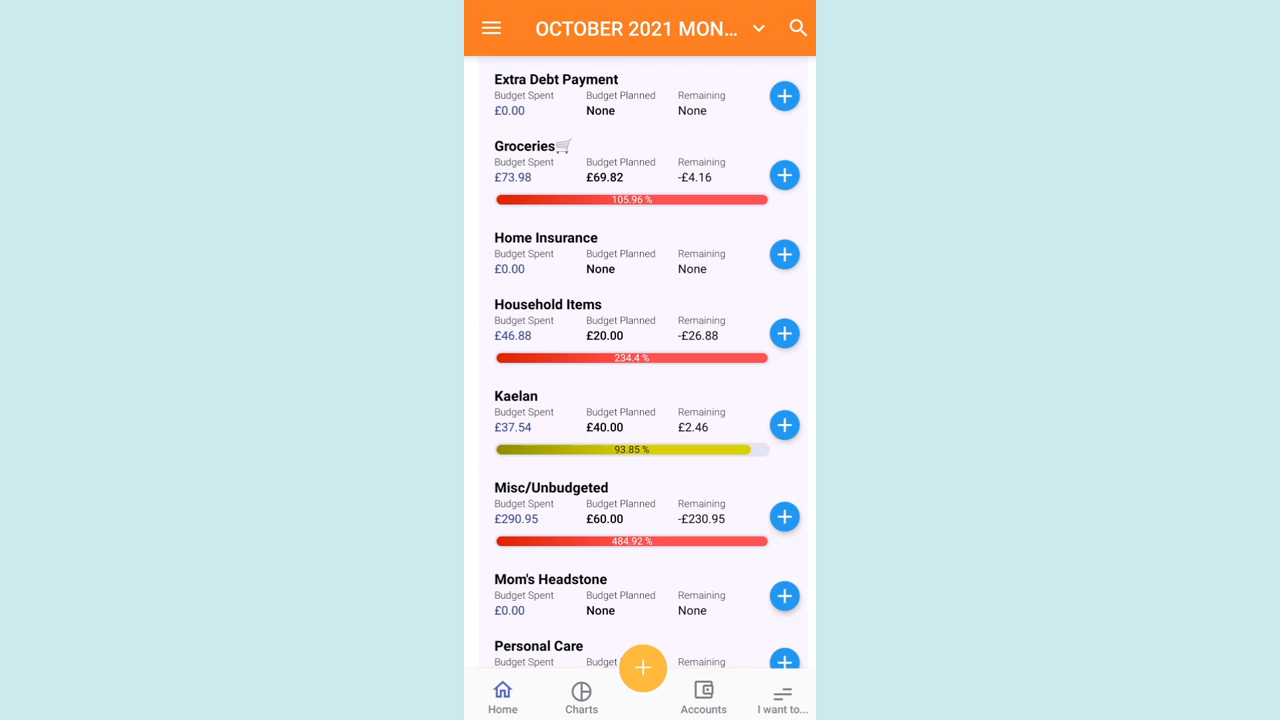 OCTOBER 2021 MON...
Extra Debt Payment
Budget Spent Budget Planned Remaining
£0.00 None None
Groceries🛒
Budget Spent Budget Planned Remaining
£73.98 £69.82 -£4.16
105.96 %
Home Insurance
Budget Spent Budget Planned Remaining
£0.00 None None
Household Items
Budget Spent Budget Planned Remaining
£46.88 £20.00 -£26.88
234.4 %
Kaelan
Budget Spent Budget Planned Remaining
£37.54 £40.00 £2.46
93.85 %
Misc/Unbudgeted
Budget Spent Budget Planned Remaining
£290.95 £60.00 -£230.95
484.92 %
Mom's Headstone
Budget Spent Budget Planned Remaining
£0.00 None None
Personal Care
Budget Spent Budget Remaining
Home Charts Accounts I want to...